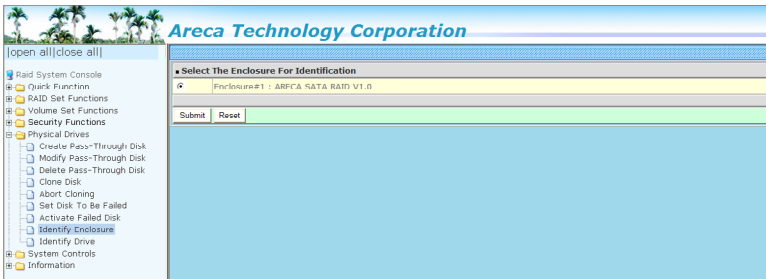 Areca Technology Corporation
|open all|close all|
Raid System Console
Quick Function
RAID Set Functions
Volume Set Functions
Security Functions
Physical Drives
Create Pass-Through Disk
Modify Pass-Through Disk
Delete Pass-Through Disk
Clone Disk
Abort Cloning
Set Disk To Be Failed
Activate Failed Disk
Identify Enclosure
Identify Drive
System Controls
Information
Select The Enclosure For Identification
Enclosure#1 : ARECA SATA RAID V1.0
Submit Reset